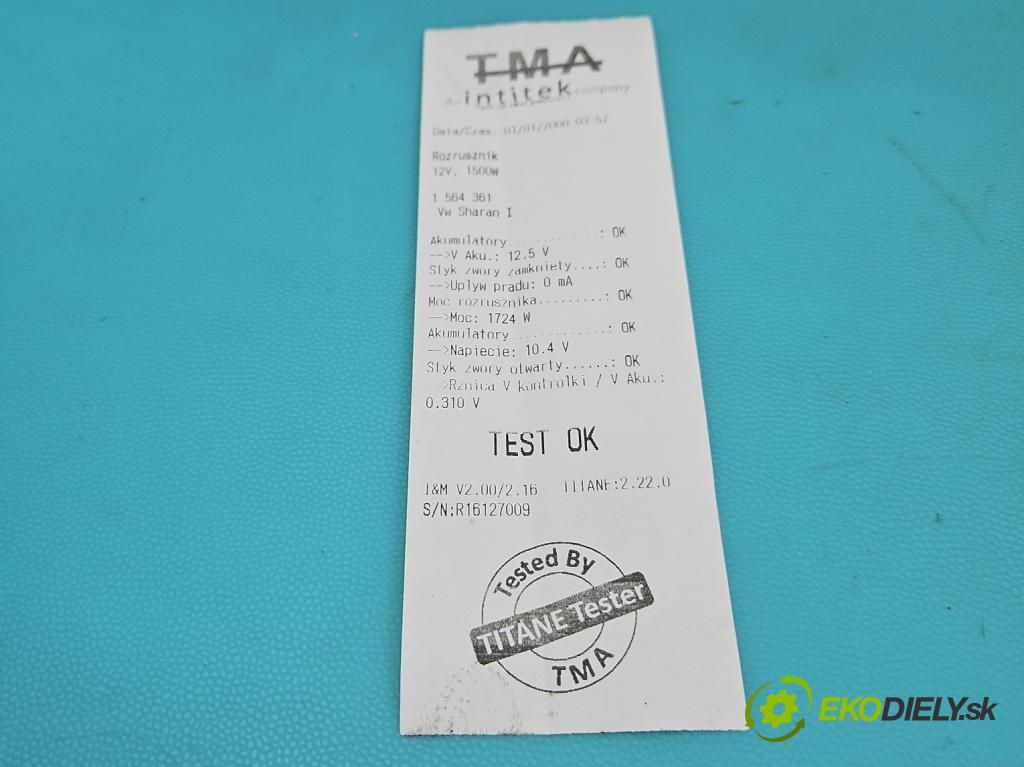 TMA
An intitek company
Data/Czas: 01/01/2000 03:57
Rozrusznik
12V, 1500W
1 564 361
Vw Sharan I
Akumulatory............: OK
-->V Aku.: 12.5 V
Styk zwory zamkniety....: OK
-->Uplyw pradu: 0 mA
Moc rozrusznika.........: OK
-->Moc: 1724 W
Akumulatory.............: OK
-->Napiecie: 10.4 V
Styk zwory otwarty......: OK
-->Rznica V kontrolki / V Aku.:
0.310 V
TEST OK
I&M V2.00/2.16 TITANE:2.22.0
S/N:R16127009
Tested By
TITANE Tester
TMA
EKODIELY.sk